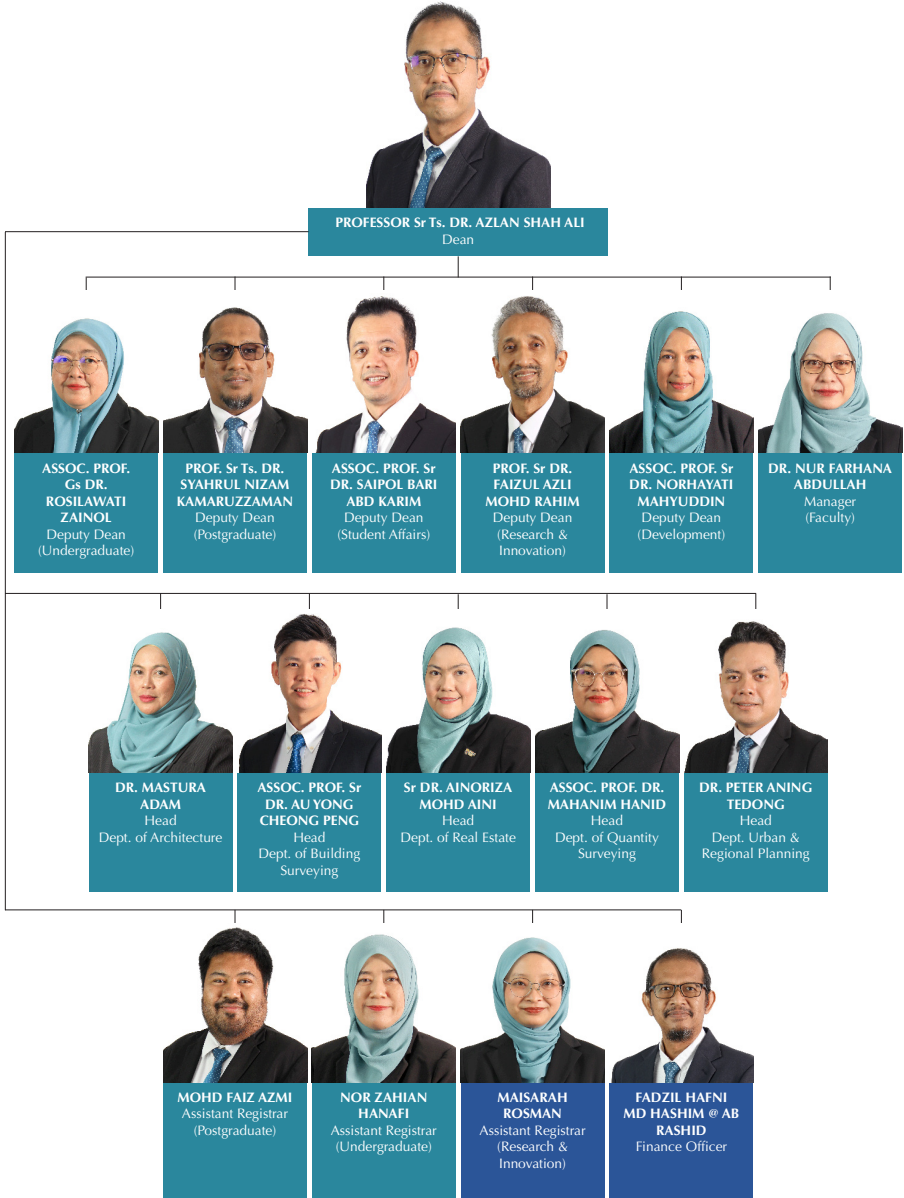 PROFESSOR Sr Ts. DR. AZLAN SHAH ALI
Dean
ASSOC. PROF.
Gs DR.
ROSILAWATI
ZAINOL
Deputy Dean
(Undergraduate)
PROF. Sr Ts. DR.
SYAHRUL NIZAM
KAMARUZZAMAN
Deputy Dean
(Postgraduate)
ASSOC. PROF. Sr
DR. SAIPOL BARI
ABD KARIM
Deputy Dean
(Student Affairs)
PROF. Sr DR.
FAIZUL AZLI
MOHD RAHIM
Deputy Dean
(Research &
Innovation)
ASSOC. PROF. Sr
DR. NORHAYATI
MAHYUDDIN
Deputy Dean
(Development)
DR. NUR FARHANA
ABDULLAH
Manager
(Faculty)
DR. MASTURA
ADAM
Head
Dept. of Architecture
ASSOC. PROF. Sr
DR. AU YONG
CHEONG PENG
Head
Dept. of Building
Surveying
Sr DR. AINORIZA
MOHD AINI
Head
Dept. of Real Estate
ASSOC. PROF. DR.
MAHANIM HANID
Head
Dept. of Quantity
Surveying
DR. PETER ANING
TEDONG
Head
Dept. Urban &
Regional Planning
MOHD FAIZ AZMI
Assistant Registrar
(Postgraduate)
NOR ZAHIAN
HANAFI
Assistant Registrar
(Undergraduate)
MAISARAH
ROSMAN
Assistant Registrar
(Research &
Innovation)
FADZIL HAFNI
MD HASHIM @ AB
RASHID
Finance Officer